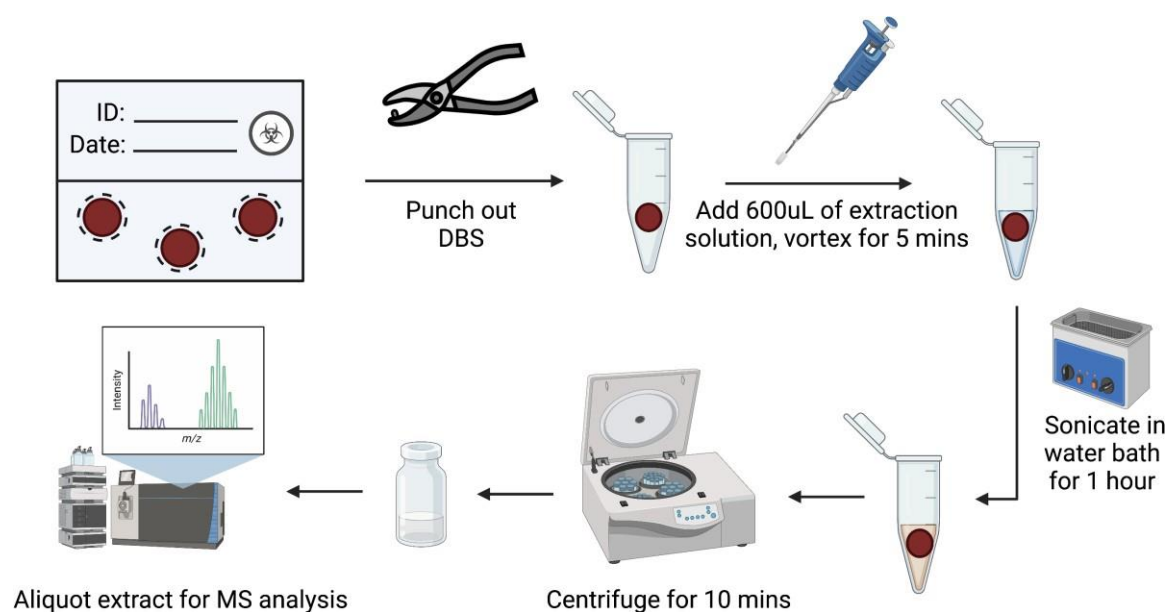 ID:
Date:
Punch out
DBS
Add 600uL of extraction
solution, vortex for 5 mins
Sonicate in
water bath
for 1 hour
Centrifuge for 10 mins
Intensity
m/z
Aliquot extract for MS analysis